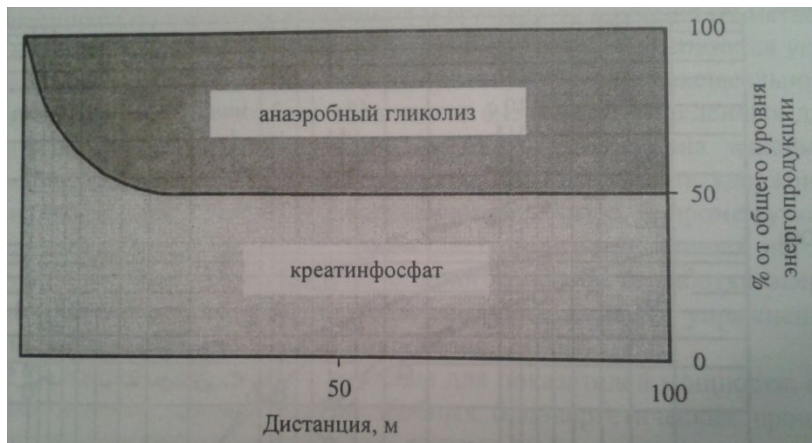 100
анаэробный гликолиз
50
креатинфосфат
0
% от общего уровня
энергопродукции
50
100
Дистанция, м